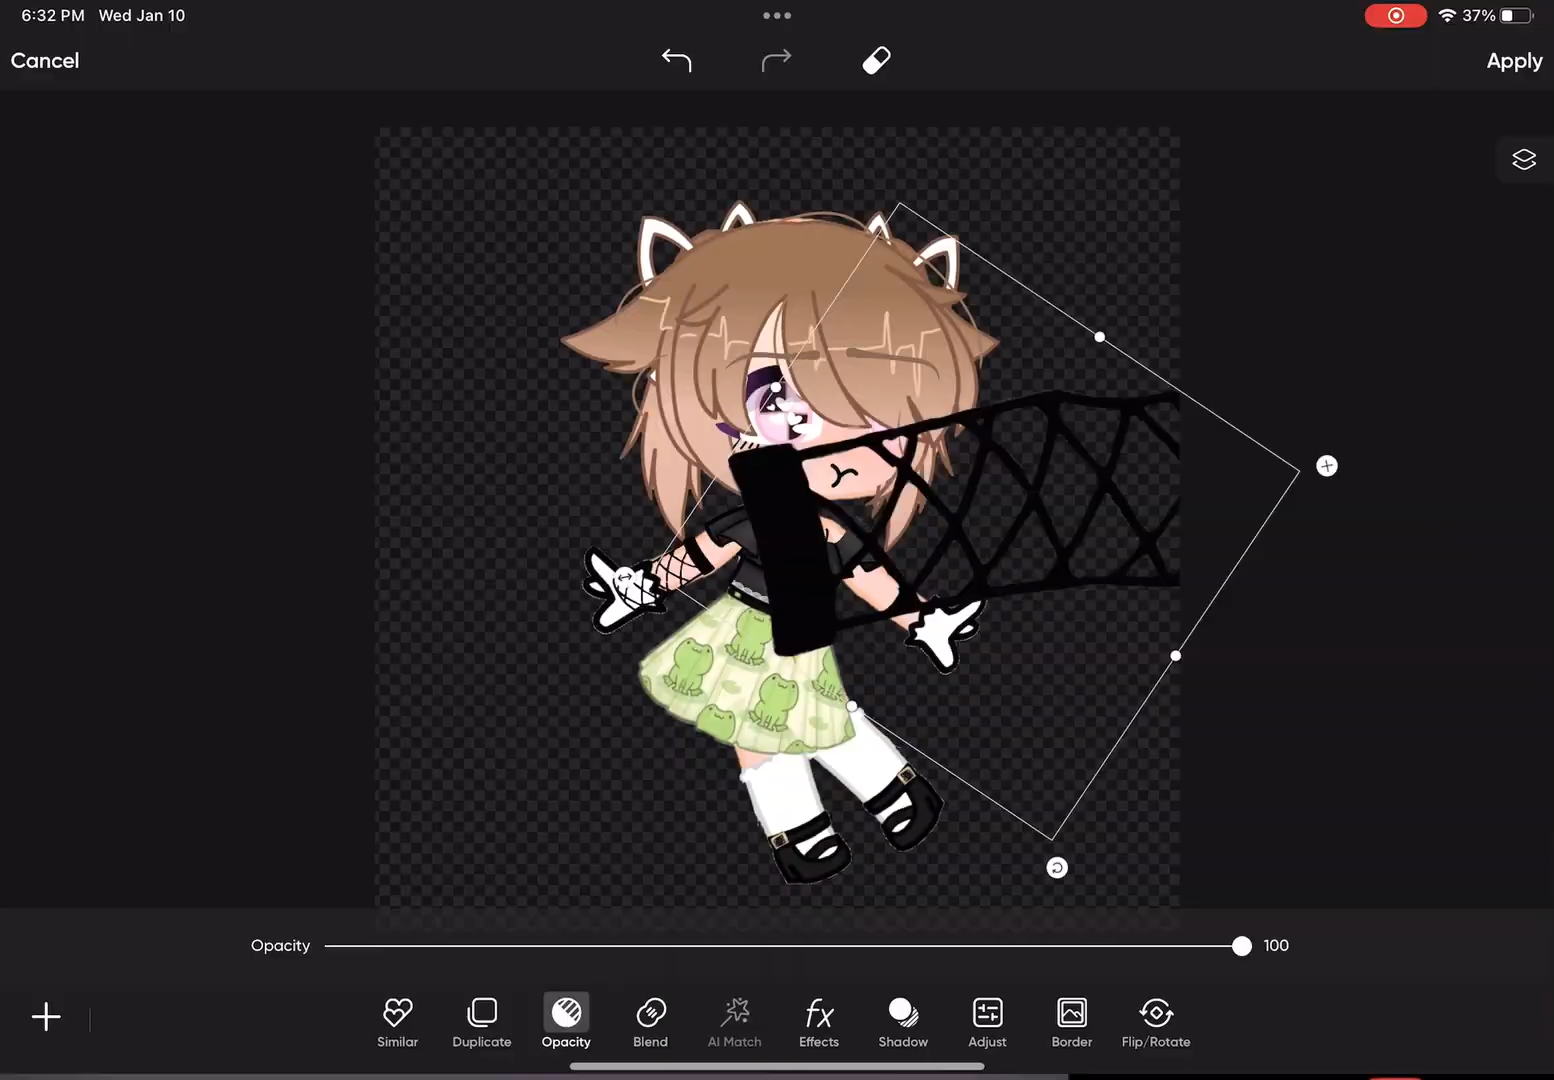 6:32 PM Wed Jan 10
37%
Cancel
Apply
Opacity 100
Similar
Duplicate
Opacity
Blend
AI Match
fx
Effects
Shadow
Adjust
Border
Flip/Rotate